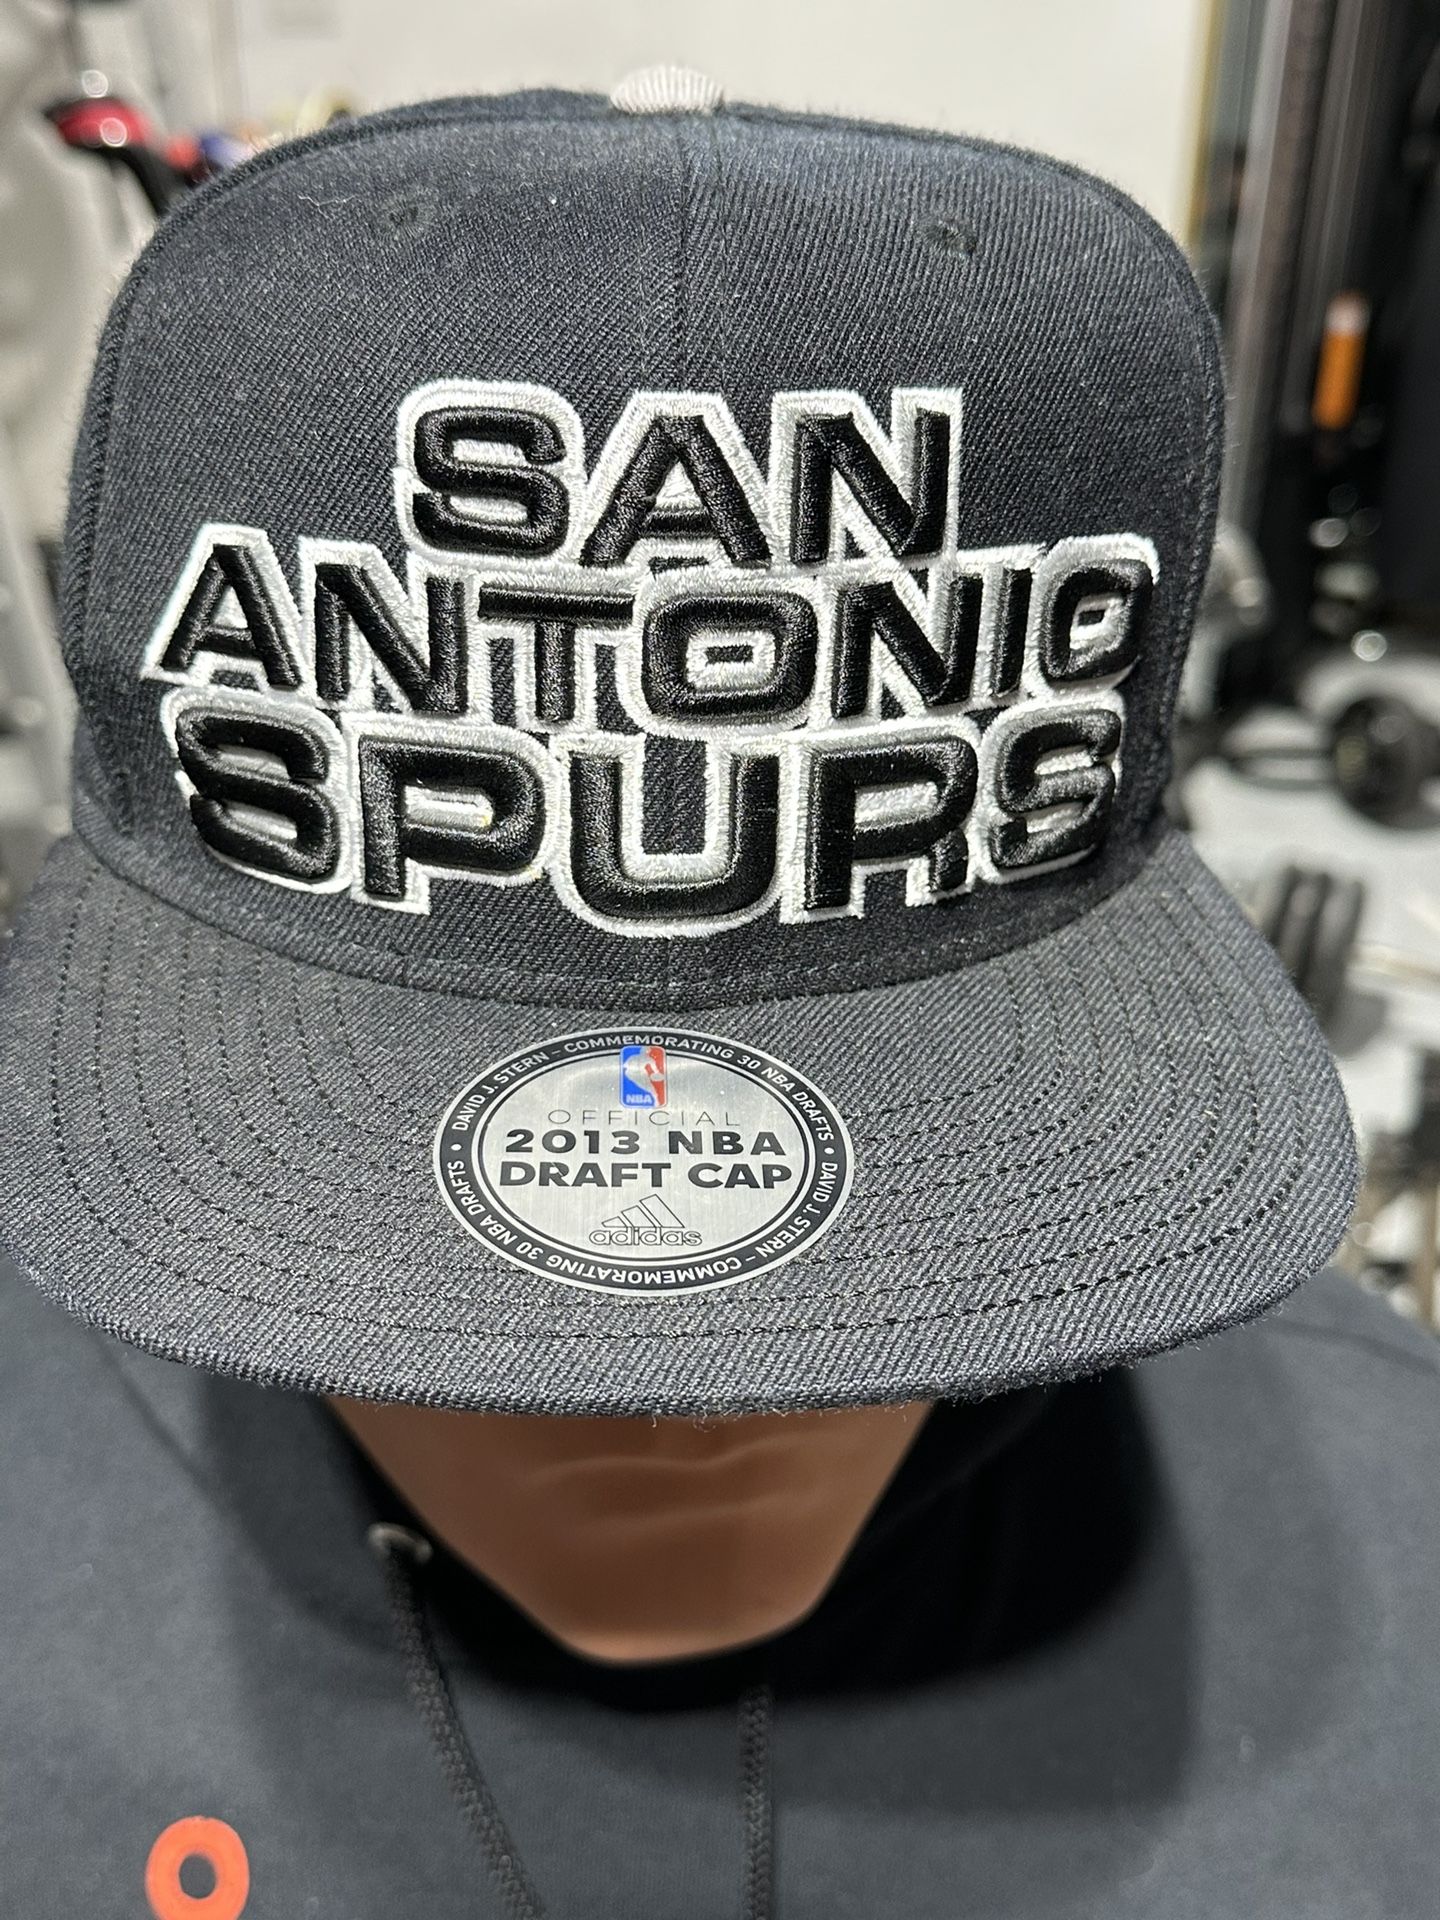 SAN
ANTONIO
SPURS
DAVID J. STERN – COMMEMORATING 30 NBA DRAFTS • DAVID J. STERN – COMMEMORATING 30 NBA DRAFTS •
NBA
OFFICIAL
2013 NBA
DRAFT CAP
adidas